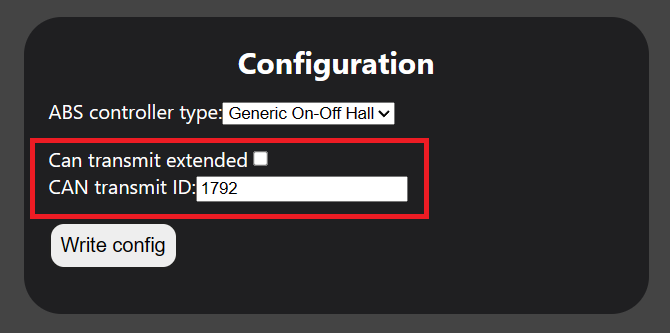 Configuration
ABS controller type: Generic On-Off Hall
Can transmit extended
CAN transmit ID: 1792
Write config